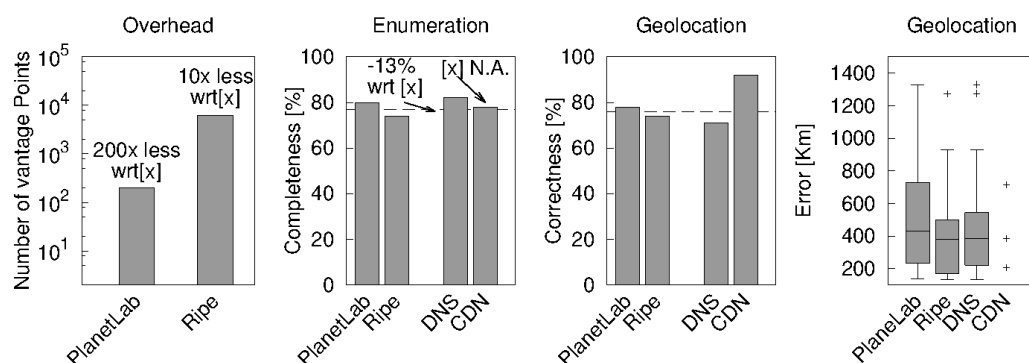 Overhead
Number of vantage Points
10^5
10^4
10^3
10^2
10^1
10x less
wrt[x]
200x less
wrt[x]
PlanetLab
Ripe
Enumeration
Completeness [%]
100
80
60
40
20
0
-13%
wrt [x]
[x] N.A.
PlanetLab
Ripe
DNS
CDN
Geolocation
Correctness [%]
100
80
60
40
20
0
PlanetLab
Ripe
DNS
CDN
Geolocation
Error [Km]
1400
1200
1000
800
600
400
200
PlaneLab
Ripe
DNS
CDN